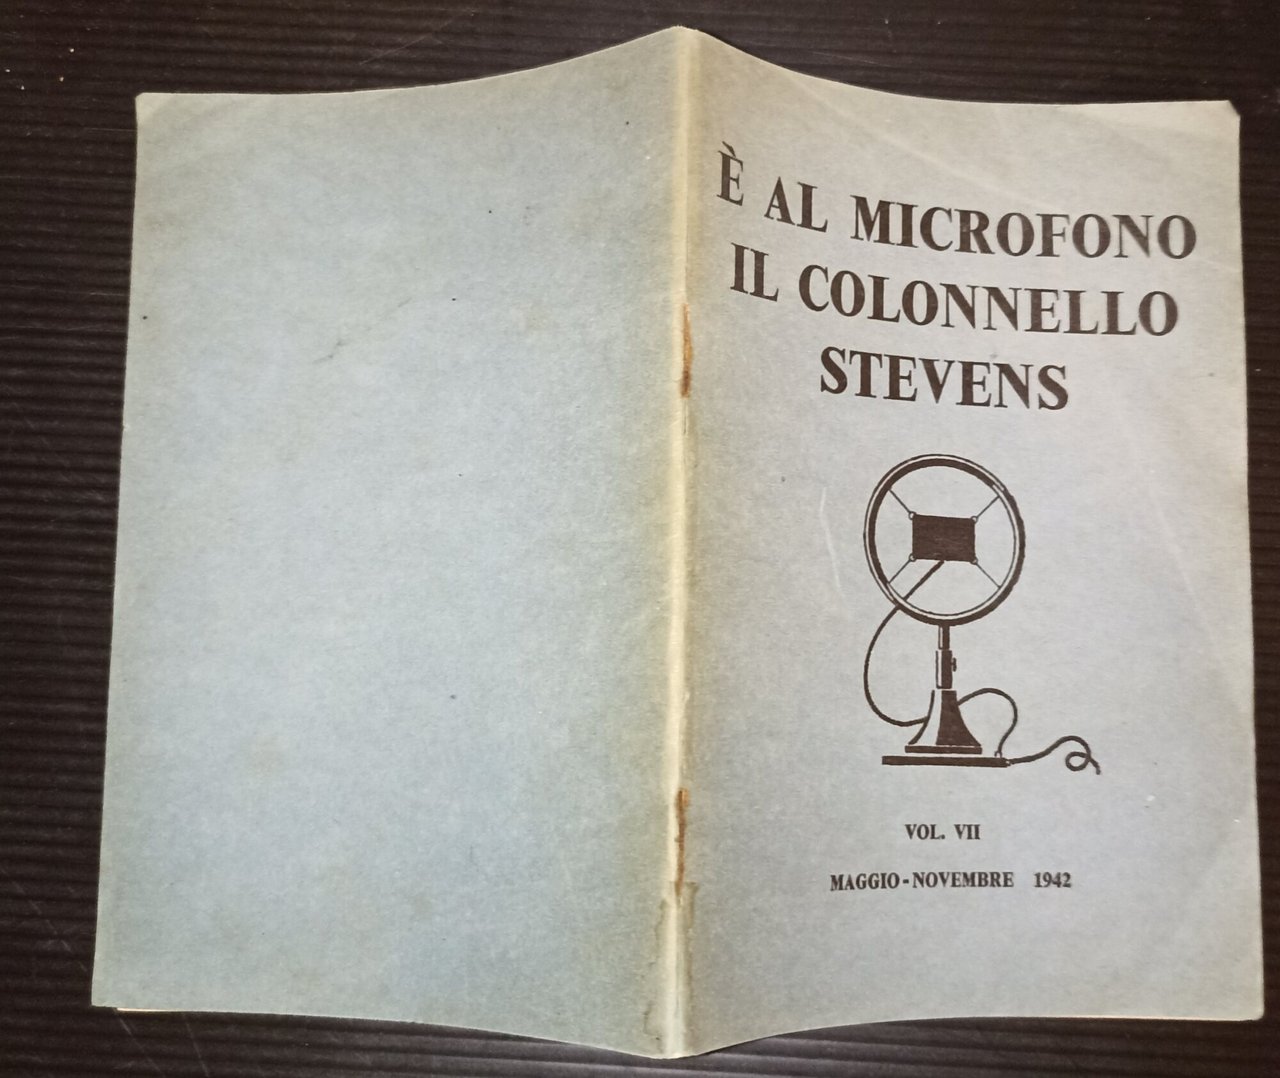 È AL MICROFONO
IL COLONNELLO
STEVENS
VOL. VII
MAGGIO-NOVEMBRE 1942